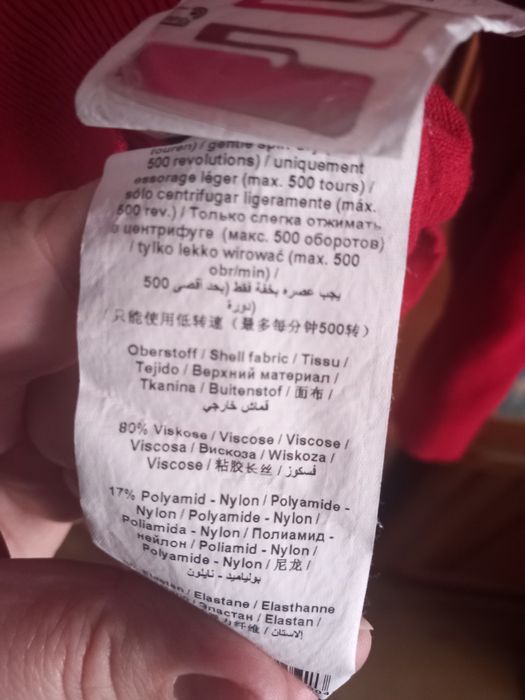 500 revolutions) / uniquement
essorage léger (max. 500 tours) /
sólo centrifugar ligeramente (máx.
500 rev.) / Только слегка отжимать
в центрифуге (макс. 500 оборотов)
/ tylko lekko wirować (max. 500
obr/min) /
يجب عصره بخفة فقط (بحد أقصى 500
دورة)
只能使用低转速（最多每分钟500转）
Oberstoff / Shell fabric / Tissu /
Tejido / Верхний материал /
Tkanina / Buitenstof / 面布 /
قماش خارجي
80% Viskose / Viscose / Viscose /
Viscosa / Вискоза / Wiskoza /
Viscose / 粘胶长丝 / فسكوز
17% Polyamid - Nylon / Polyamide -
Nylon / Polyamide - Nylon /
Poliamida - Nylon / Полиамид -
нейлон / Poliamid - Nylon /
Polyamide - Nylon / 尼龙 /
بولياميد - نايلون
Elastan / Elastane / Elasthanne
Эластан / Elastan /
纤维 / إلاستان